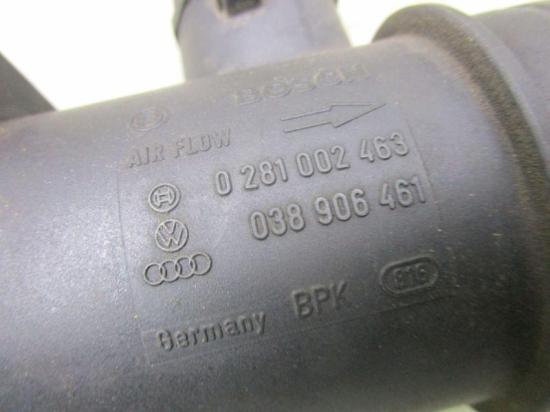 BOSCH
AIR FLOW
0 281 002 463
038 906 461
Germany BPK